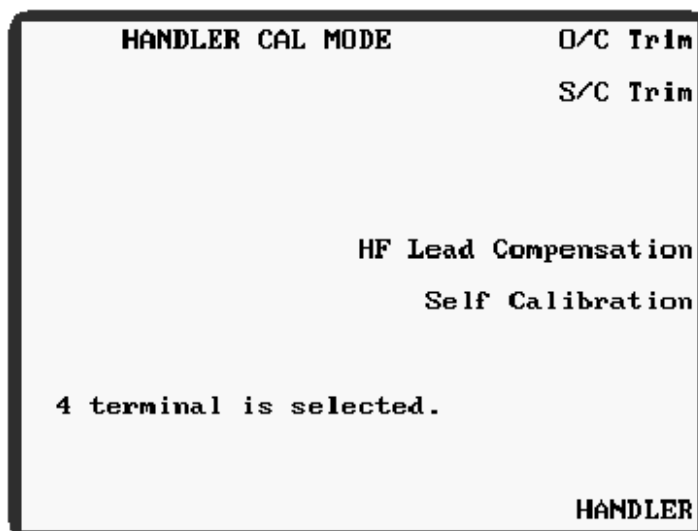 HANDLER CAL MODE O/C Trim
S/C Trim
HF Lead Compensation
Self Calibration
4 terminal is selected.
HANDLER